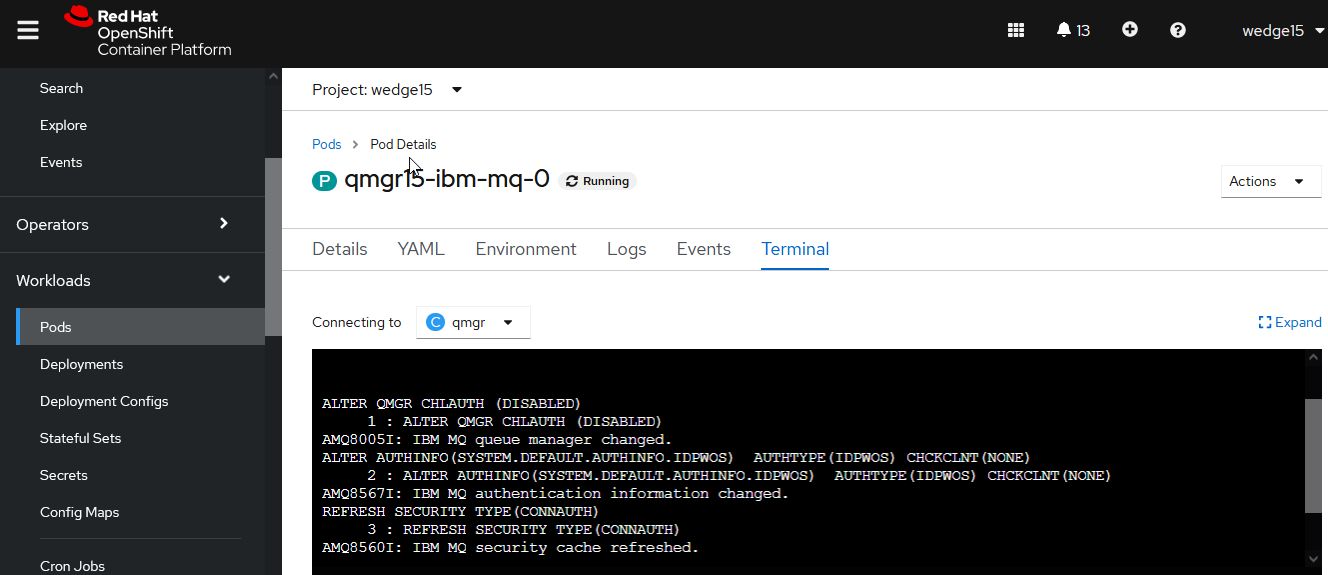 Red Hat
OpenShift
Container Platform
13
wedge15
Search
Explore
Events
Operators
Workloads
Pods
Deployments
Deployment Configs
Stateful Sets
Secrets
Config Maps
Cron Jobs
Project: wedge15
Pods > Pod Details
P qmgr15-ibm-mq-0 Running
Actions
Details YAML Environment Logs Events Terminal
Connecting to C qmgr
Expand
ALTER QMGR CHLAUTH (DISABLED)
1 : ALTER QMGR CHLAUTH (DISABLED)
AMQ8005I: IBM MQ queue manager changed.
ALTER AUTHINFO(SYSTEM.DEFAULT.AUTHINFO.IDPWOS) AUTHTYPE(IDPWOS) CHCKCLNT(NONE)
2 : ALTER AUTHINFO(SYSTEM.DEFAULT.AUTHINFO.IDPWOS) AUTHTYPE(IDPWOS) CHCKCLNT(NONE)
AMQ8567I: IBM MQ authentication information changed.
REFRESH SECURITY TYPE(CONNAUTH)
3 : REFRESH SECURITY TYPE(CONNAUTH)
AMQ8560I: IBM MQ security cache refreshed.